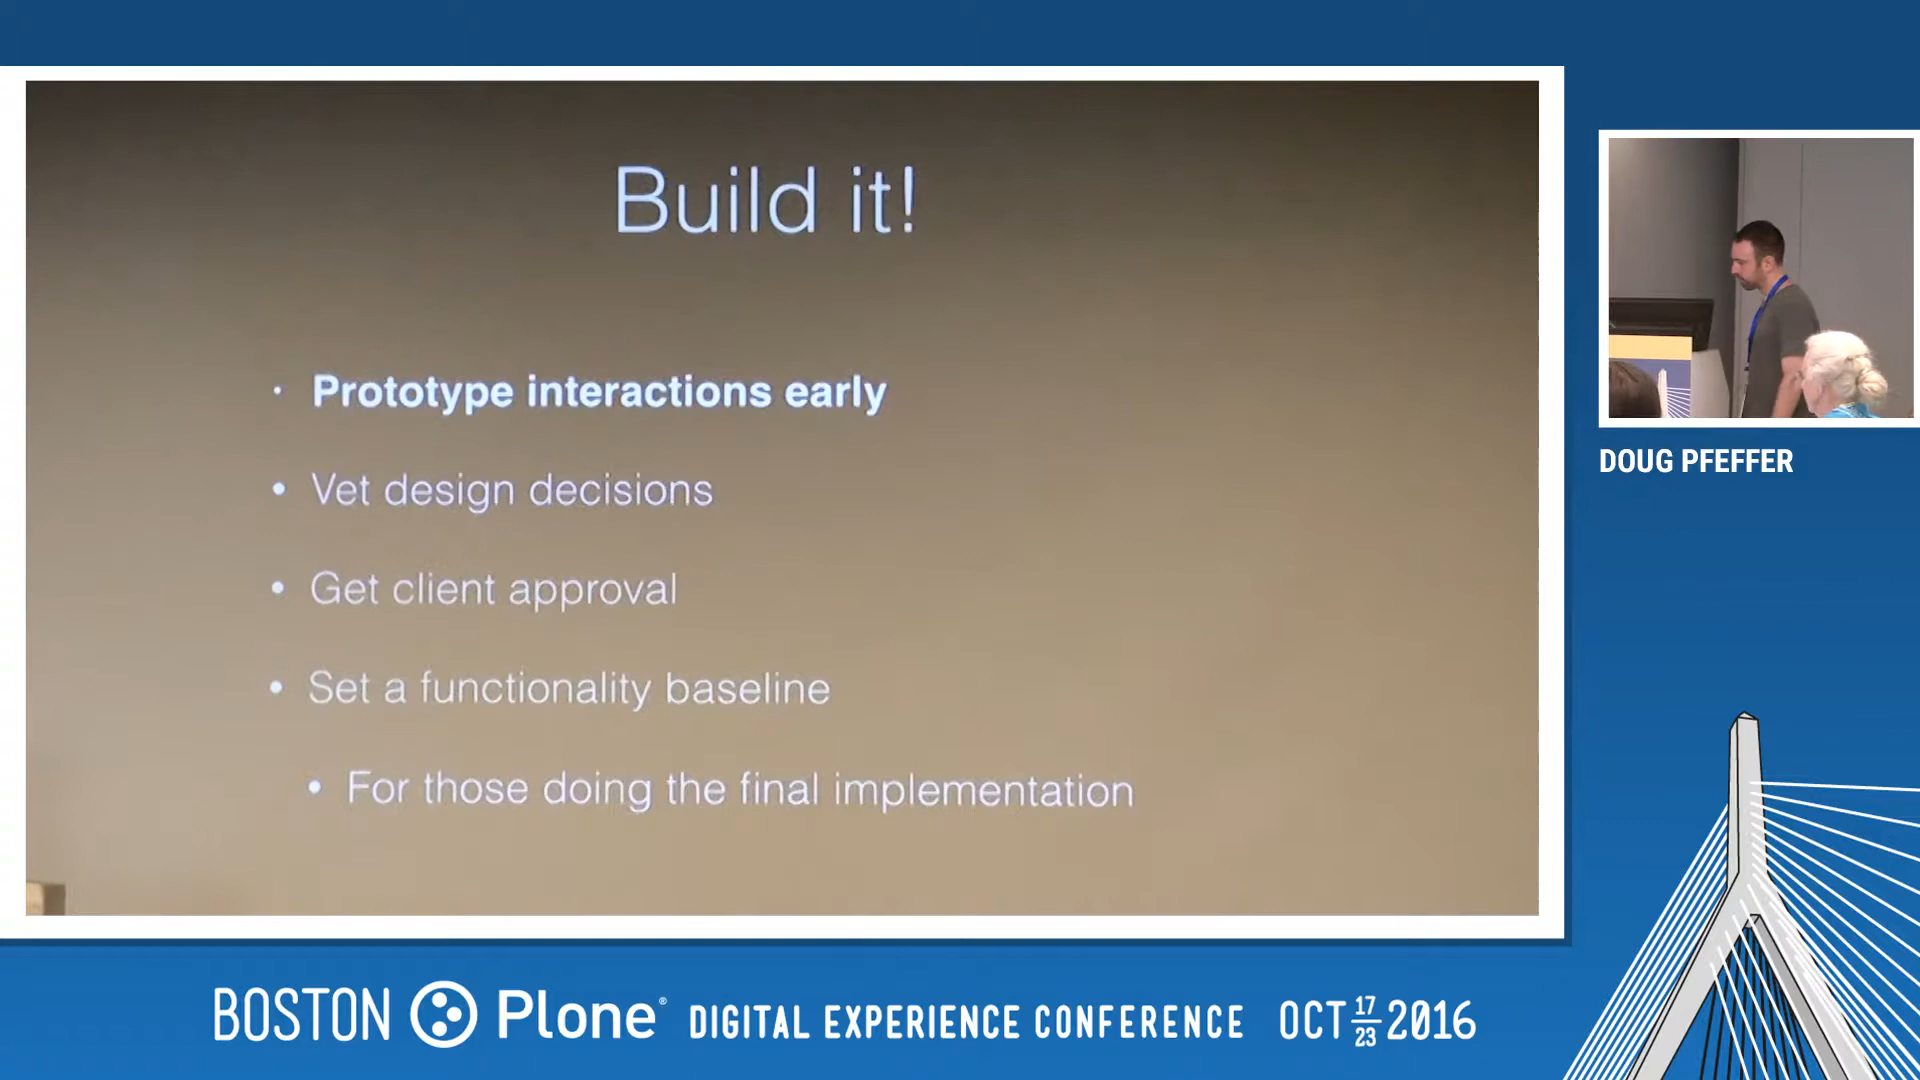 Build it!
• Prototype interactions early
• Vet design decisions
• Get client approval
• Set a functionality baseline
• For those doing the final implementation
DOUG PFEFFER
BOSTON Plone® DIGITAL EXPERIENCE CONFERENCE OCT 17 23 2016